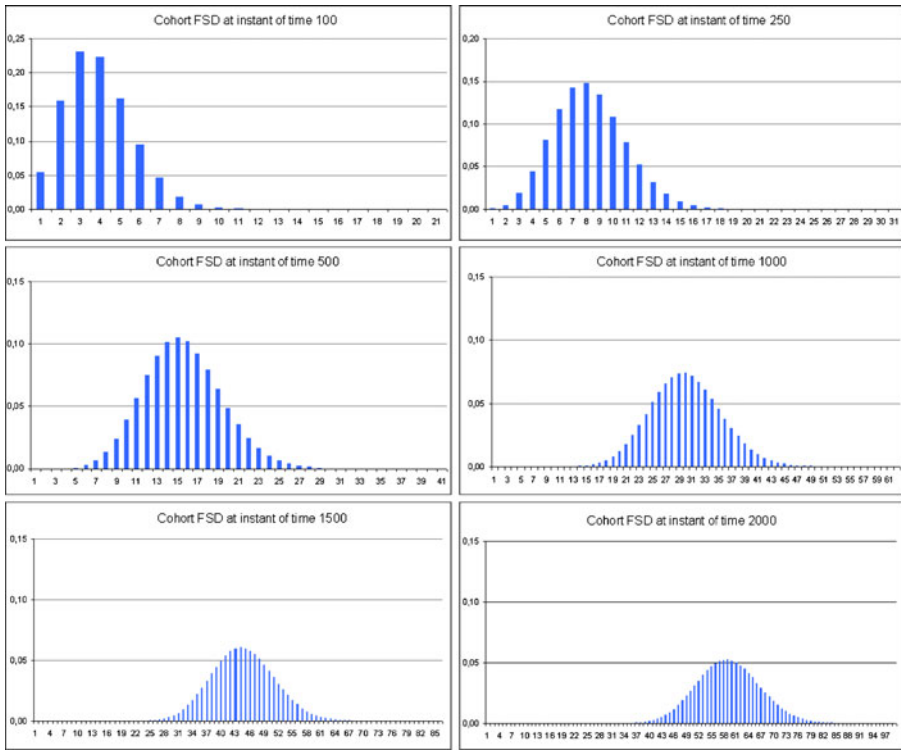 Cohort FSD at instant of time 100
0,25
0,20
0,15
0,10
0,05
0,00
1 2 3 4 5 6 7 8 9 10 11 12 13 14 15 16 17 18 19 20 21
Cohort FSD at instant of time 250
0,20
0,15
0,10
0,05
0,00
1 2 3 4 5 6 7 8 9 10 11 12 13 14 15 16 17 18 19 20 21 22 23 24 25 26 27 28 29 30 31
Cohort FSD at instant of time 500
0,15
0,10
0,05
0,00
1 3 5 7 9 11 13 15 17 19 21 23 25 27 29 31 33 35 37 39 41
Cohort FSD at instant of time 1000
0,15
0,10
0,05
0,00
1 3 5 7 9 11 13 15 17 19 21 23 25 27 29 31 33 35 37 39 41 43 45 47 49 51 53 55 57 59 61
Cohort FSD at instant of time 1500
0,15
0,10
0,05
0,00
1 4 7 10 13 16 19 22 25 28 31 34 37 40 43 46 49 52 55 58 61 64 67 70 73 76 79 82 85
Cohort FSD at instant of time 2000
0,15
0,10
0,05
0,00
1 4 7 10 13 16 19 22 25 28 31 34 37 40 43 46 49 52 55 58 61 64 67 70 73 76 79 82 85 88 91 94 97